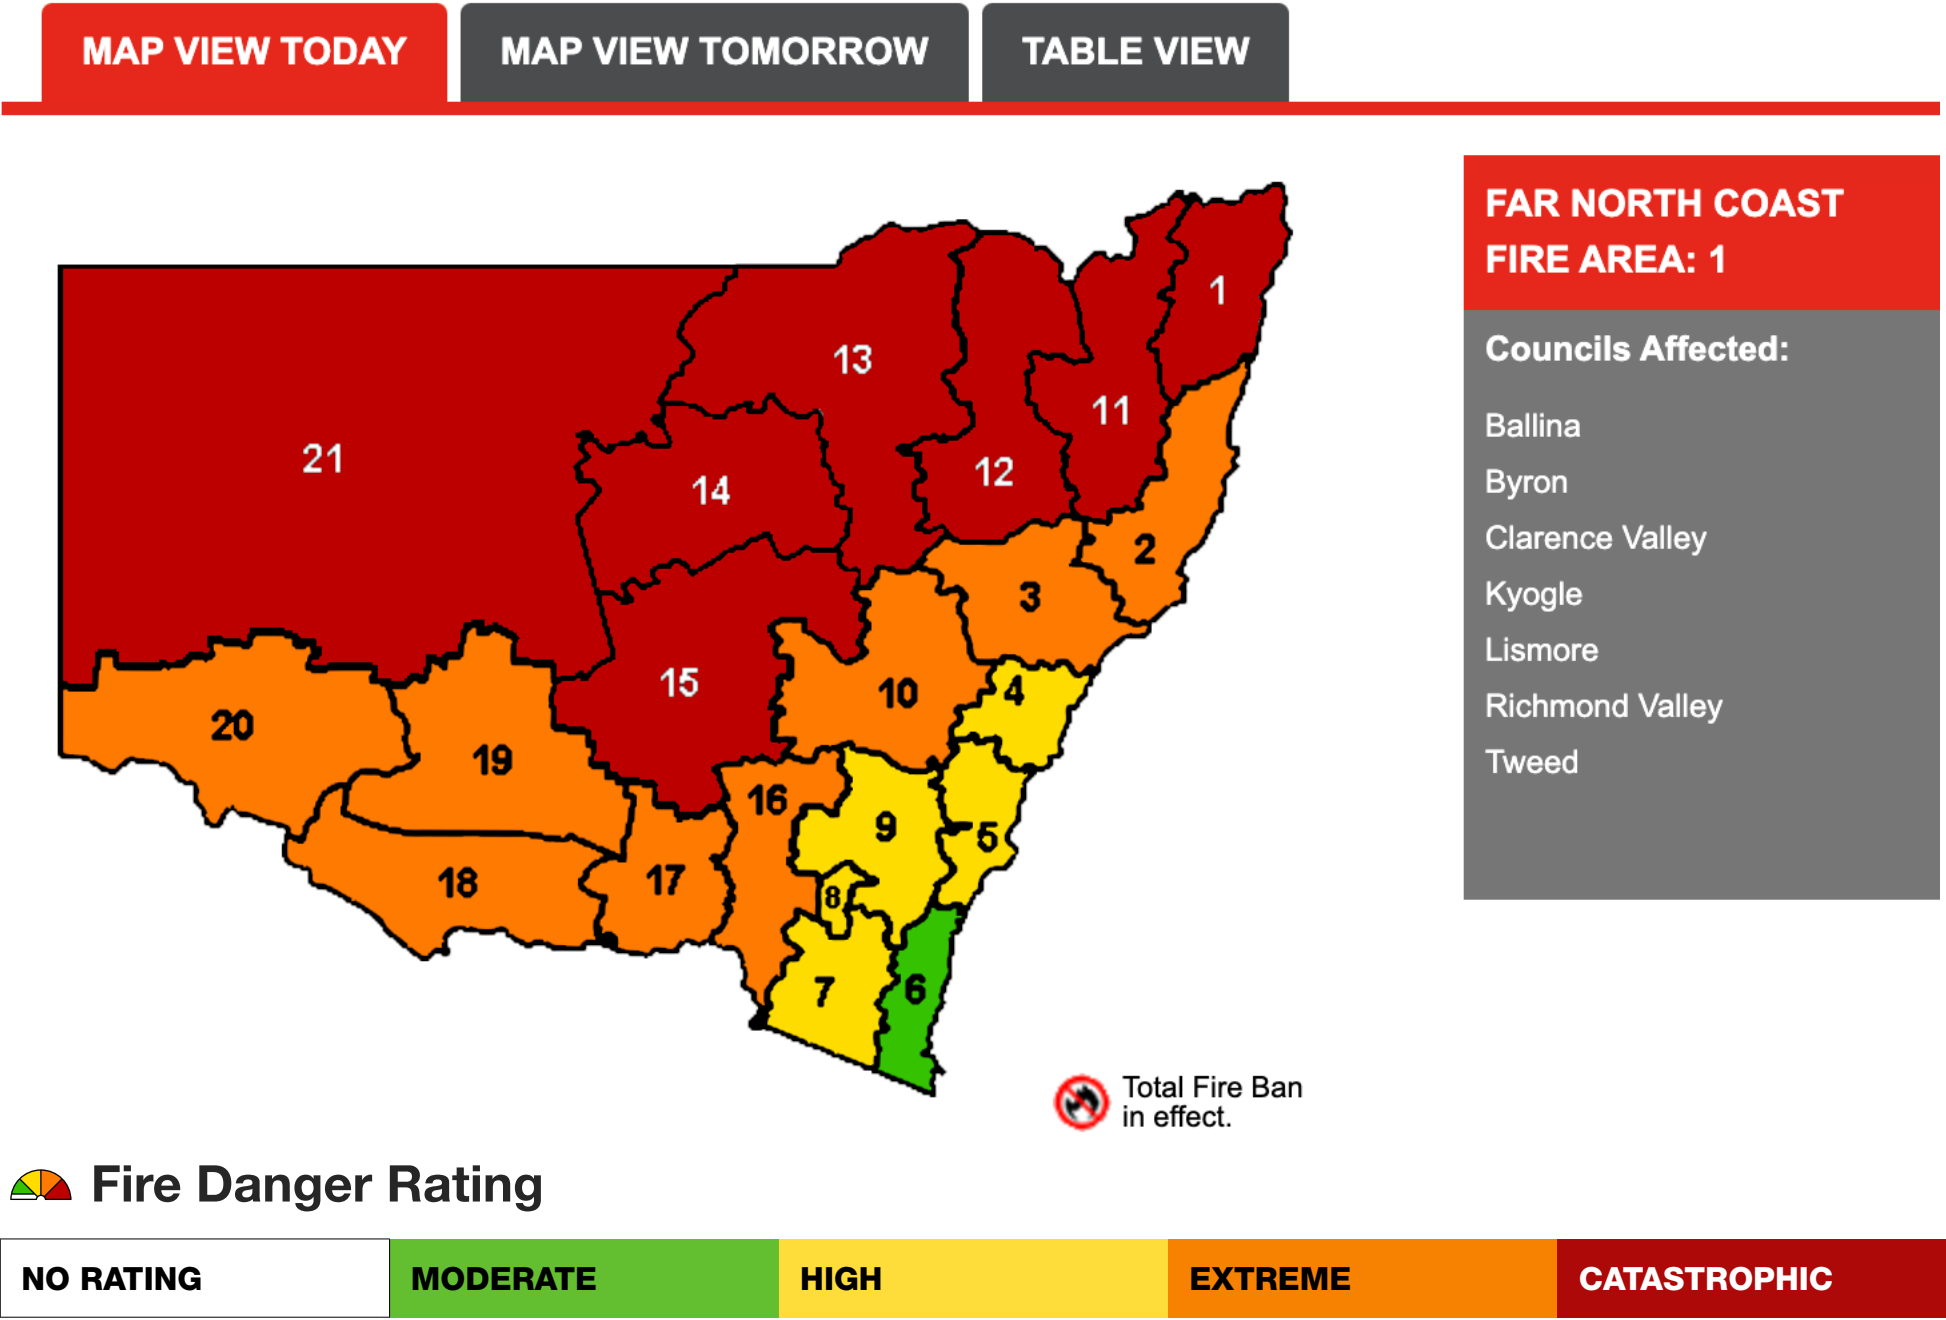 MAP VIEW TODAY
MAP VIEW TOMORROW
TABLE VIEW
FAR NORTH COAST
FIRE AREA: 1
Councils Affected:
Ballina
Byron
Clarence Valley
Kyogle
Lismore
Richmond Valley
Tweed
1
13
11
21
12
14
2
3
15
4
10
20
19
16
9
5
17
18
8
7
6
Total Fire Ban
in effect.
Fire Danger Rating
NO RATING
MODERATE
HIGH
EXTREME
CATASTROPHIC